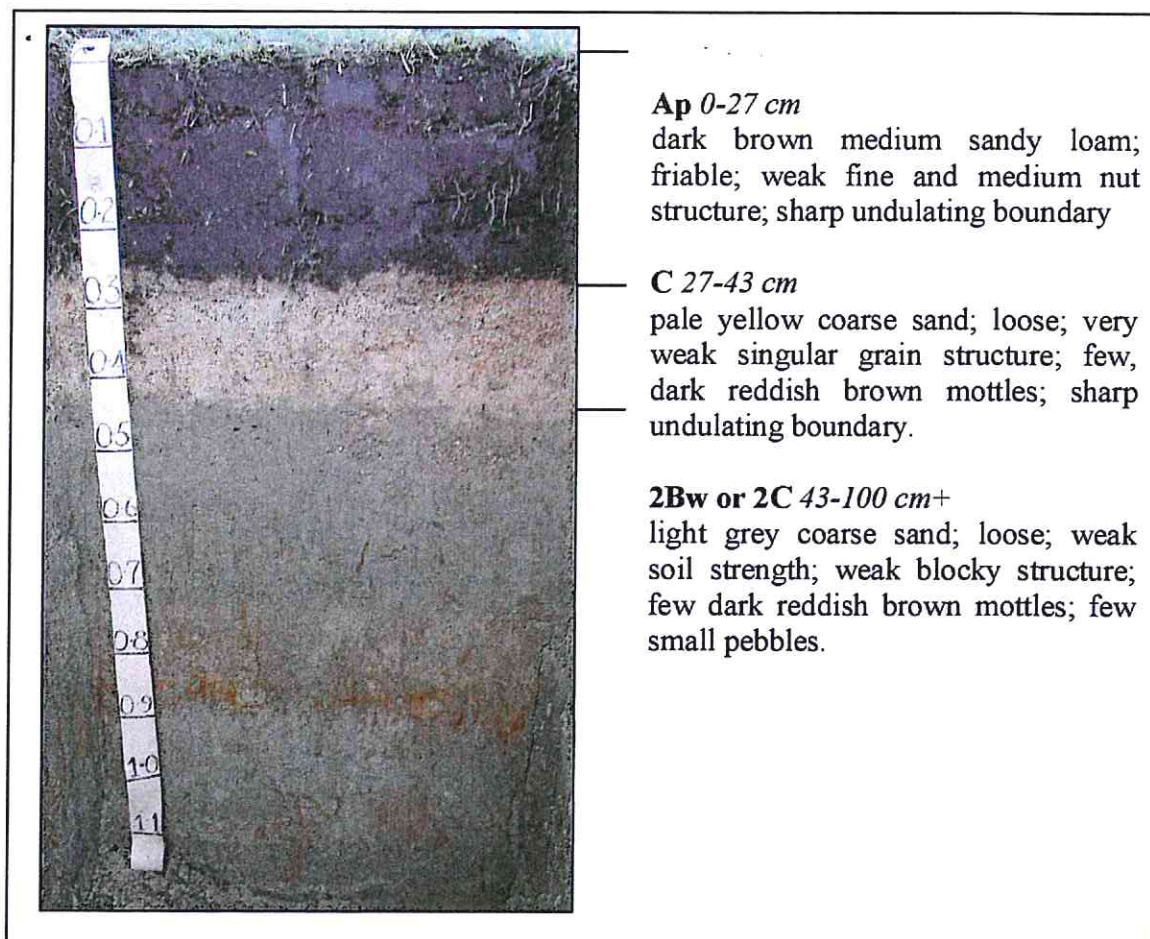 0.1
0.2
0.3
0.4
0.5
0.6
0.7
0.8
0.9
1.0
1.1
Ap 0-27 cm
dark brown medium sandy loam;
friable; weak fine and medium nut
structure; sharp undulating boundary
C 27-43 cm
pale yellow coarse sand; loose; very
weak singular grain structure; few,
dark reddish brown mottles; sharp
undulating boundary.
2Bw or 2C 43-100 cm+
light grey coarse sand; loose; weak
soil strength; weak blocky structure;
few dark reddish brown mottles; few
small pebbles.